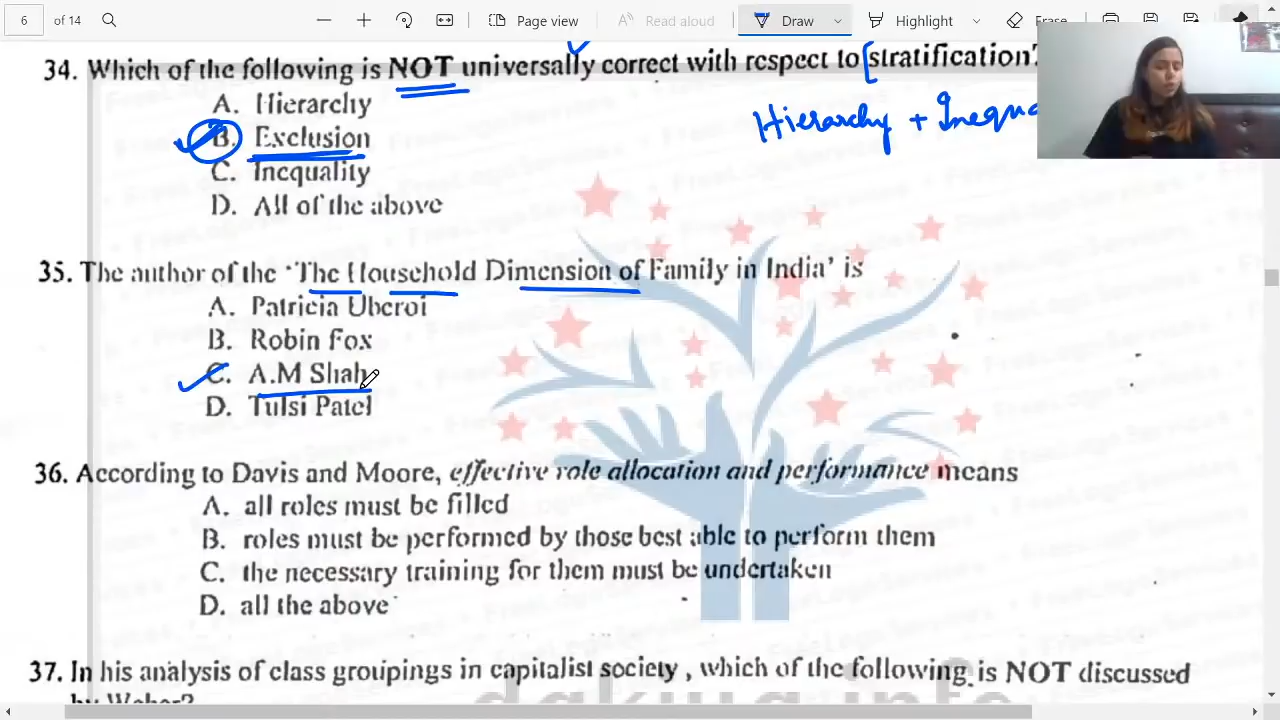 6 of 14
Page view
Read aloud
Draw
Highlight
Erase
34. Which of the following is NOT universally correct with respect to [stratification?
A. Hierarchy
Hierarchy +
B. Exclusion
C. Inequality
D. All of the above
35. The author of the 'The Household Dimension of Family in India' is
A. Patricia Uberoi
B. Robin Fox
C. A.M Shah
D. Tulsi Patel
36. According to Davis and Moore, effective role allocation and performance means
A. all roles must be filled
B. roles must be performed by those best able to perform them
C. the necessary training for them must be undertaken
D. all the above
37. In his analysis of class groupings in capitalist society , which of the following is NOT discussed
by Weber?